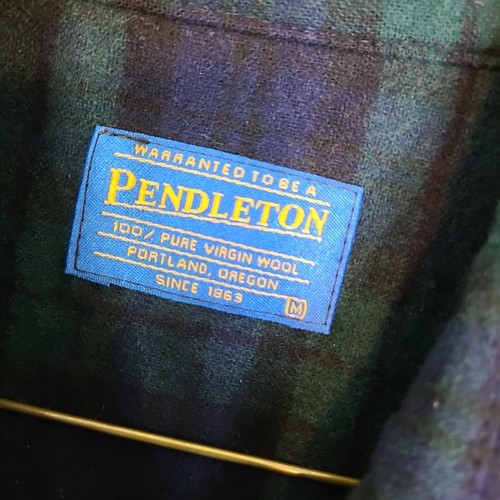 WARRANTED TO BE A
PENDLETON
100% PURE VIRGIN WOOL
PORTLAND, OREGON
SINCE 1863
M